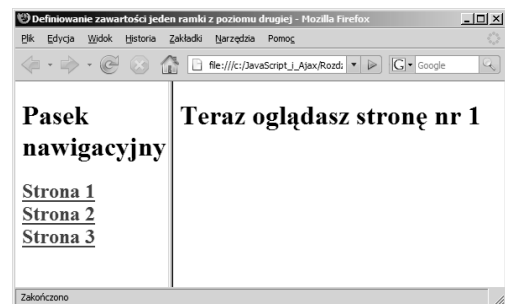 Definiowanie zawartości jeden ramki z poziomu drugiej - Mozilla Firefox
Plik Edycja Widok Historia Zakładki Narzędzia Pomoc
file:///c:/JavaScript_i_Ajax/Rozd: G Google
Pasek
nawigacyjny
Strona 1
Strona 2
Strona 3
Teraz oglądasz stronę nr 1
Zakończono